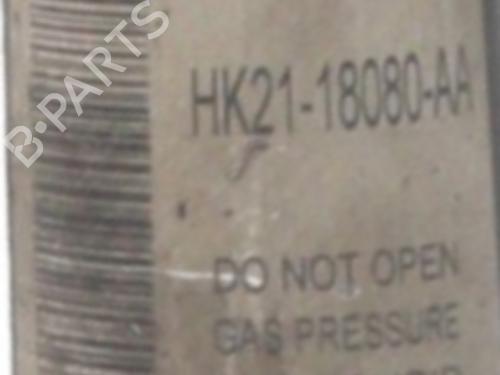 B-PARTS
HK21-18080-AA
DO NOT OPEN
GAS PRESSURE